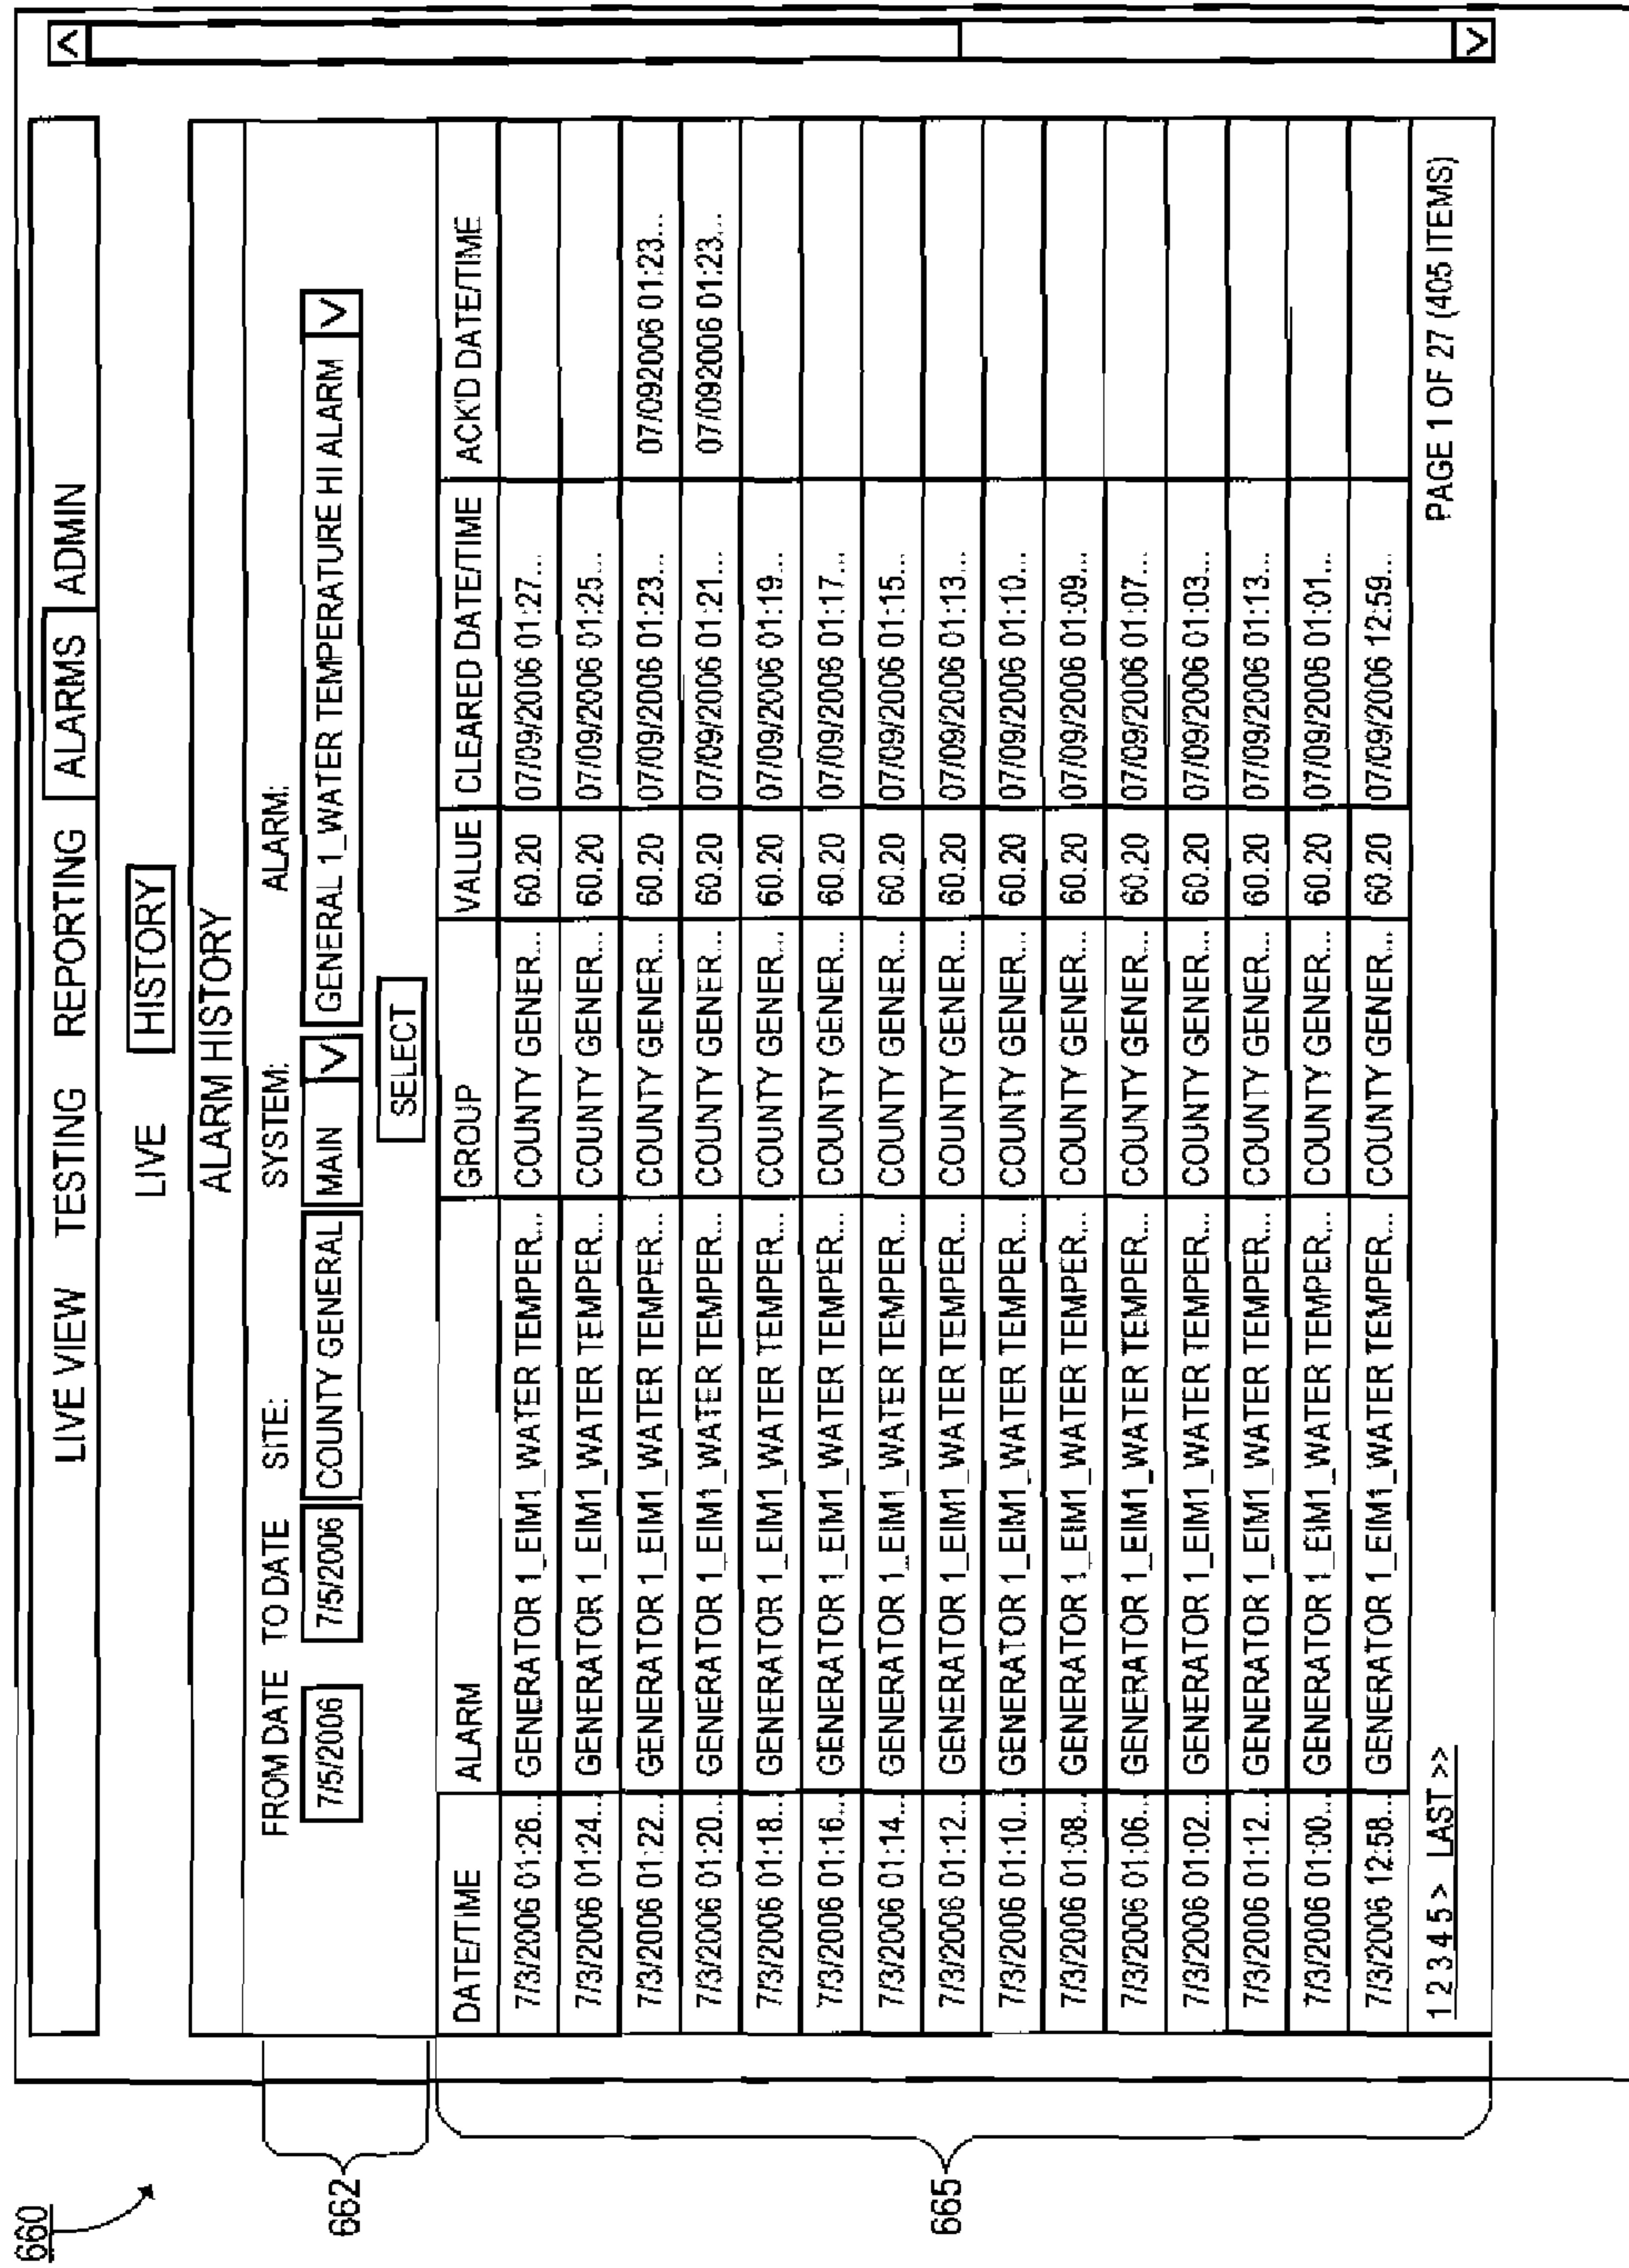 660
LIVE VIEW TESTING REPORTING ALARMS ADMIN
LIVE HISTORY
ALARM HISTORY
662
FROM DATE TO DATE SITE: SYSTEM: ALARM:
7/5/2006 7/5/2006 COUNTY GENERAL MAIN V GENERAL 1_WATER TEMPERATURE HI ALARM V
SELECT
665
DATE/TIME ALARM GROUP VALUE CLEARED DATE/TIME ACK'D DATE/TIME
7/3/2006 01:26... GENERATOR 1_EIM1_WATER TEMPER... COUNTY GENER... 60.20 07/09/2006 01:27...
7/3/2006 01:24... GENERATOR 1_EIM1_WATER TEMPER... COUNTY GENER... 60.20 07/09/2006 01:25...
7/3/2006 01:22... GENERATOR 1_EIM1_WATER TEMPER... COUNTY GENER... 60.20 07/09/2006 01:23... 07/092006 01:23...
7/3/2006 01:20... GENERATOR 1_EIM1_WATER TEMPER... COUNTY GENER... 60.20 07/09/2006 01:21... 07/092006 01:23...
7/3/2006 01:18... GENERATOR 1_EIM1_WATER TEMPER... COUNTY GENER... 60.20 07/09/2006 01:19...
7/3/2006 01:16... GENERATOR 1_EIM1_WATER TEMPER... COUNTY GENER... 60.20 07/09/2006 01:17...
7/3/2006 01:14... GENERATOR 1_EIM1_WATER TEMPER... COUNTY GENER... 60.20 07/09/2006 01:15...
7/3/2006 01:12... GENERATOR 1_EIM1_WATER TEMPER... COUNTY GENER... 60.20 07/09/2006 01:13...
7/3/2006 01:10... GENERATOR 1_EIM1_WATER TEMPER... COUNTY GENER... 60.20 07/09/2006 01:10...
7/3/2006 01:08... GENERATOR 1_EIM1_WATER TEMPER... COUNTY GENER... 60.20 07/09/2006 01:09...
7/3/2006 01:06... GENERATOR 1_EIM1_WATER TEMPER... COUNTY GENER... 60.20 07/09/2006 01:07...
7/3/2006 01:02... GENERATOR 1_EIM1_WATER TEMPER... COUNTY GENER... 60.20 07/09/2006 01:03...
7/3/2006 01:12... GENERATOR 1_EIM1_WATER TEMPER... COUNTY GENER... 60.20 07/09/2006 01:13...
7/3/2006 01:00... GENERATOR 1_EIM1_WATER TEMPER... COUNTY GENER... 60.20 07/09/2006 01:01...
7/3/2006 12:58... GENERATOR 1_EIM1_WATER TEMPER... COUNTY GENER... 60.20 07/09/2006 12:59...
1 2 3 4 5 > LAST >> PAGE 1 OF 27 (405 ITEMS)